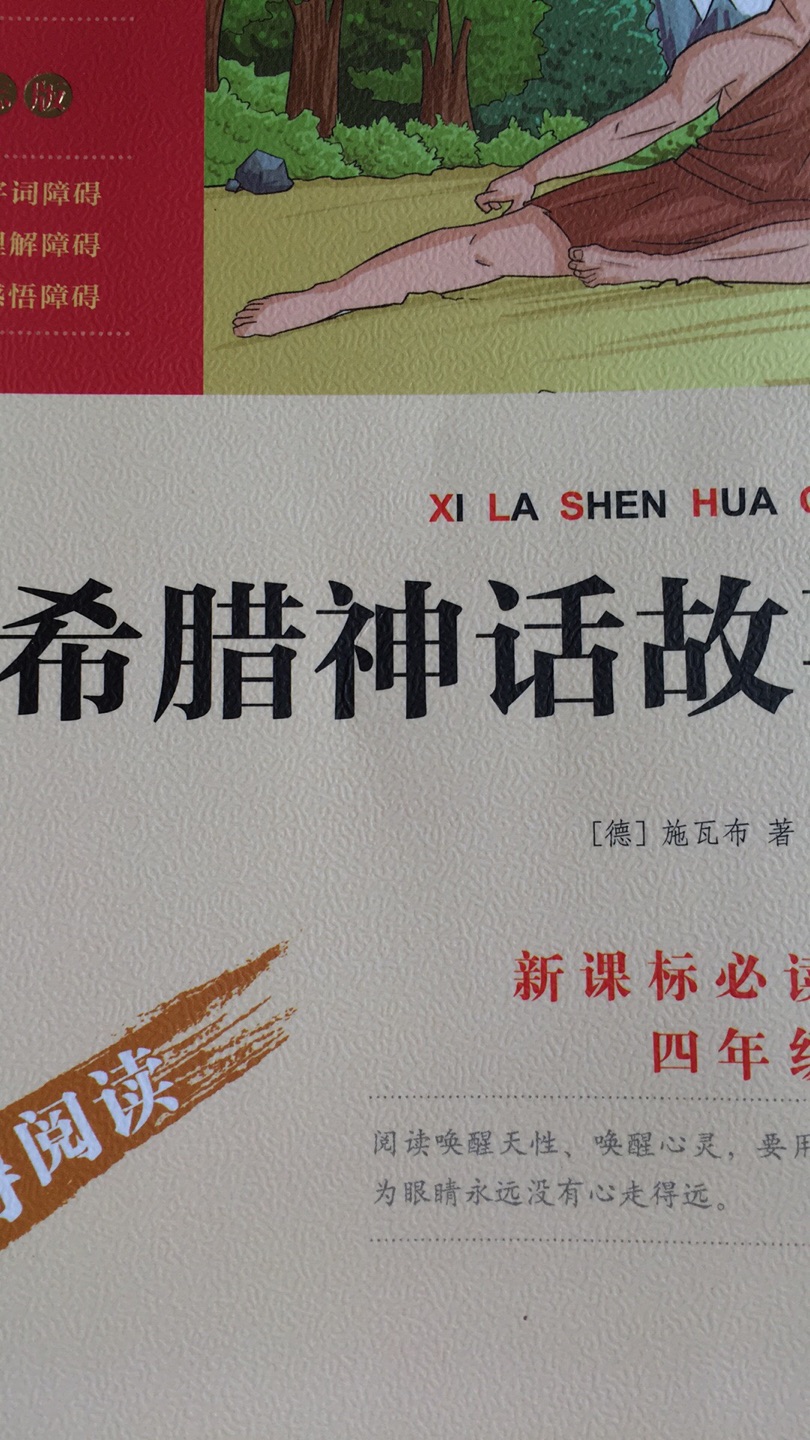 版
字词障碍
理解障碍
感悟障碍
XI LA SHEN HUA
希腊神话故
[德] 施瓦布 著
新课标必读
四年级
阅读
阅读唤醒天性、唤醒心灵，要用
为眼睛永远没有心走得远。